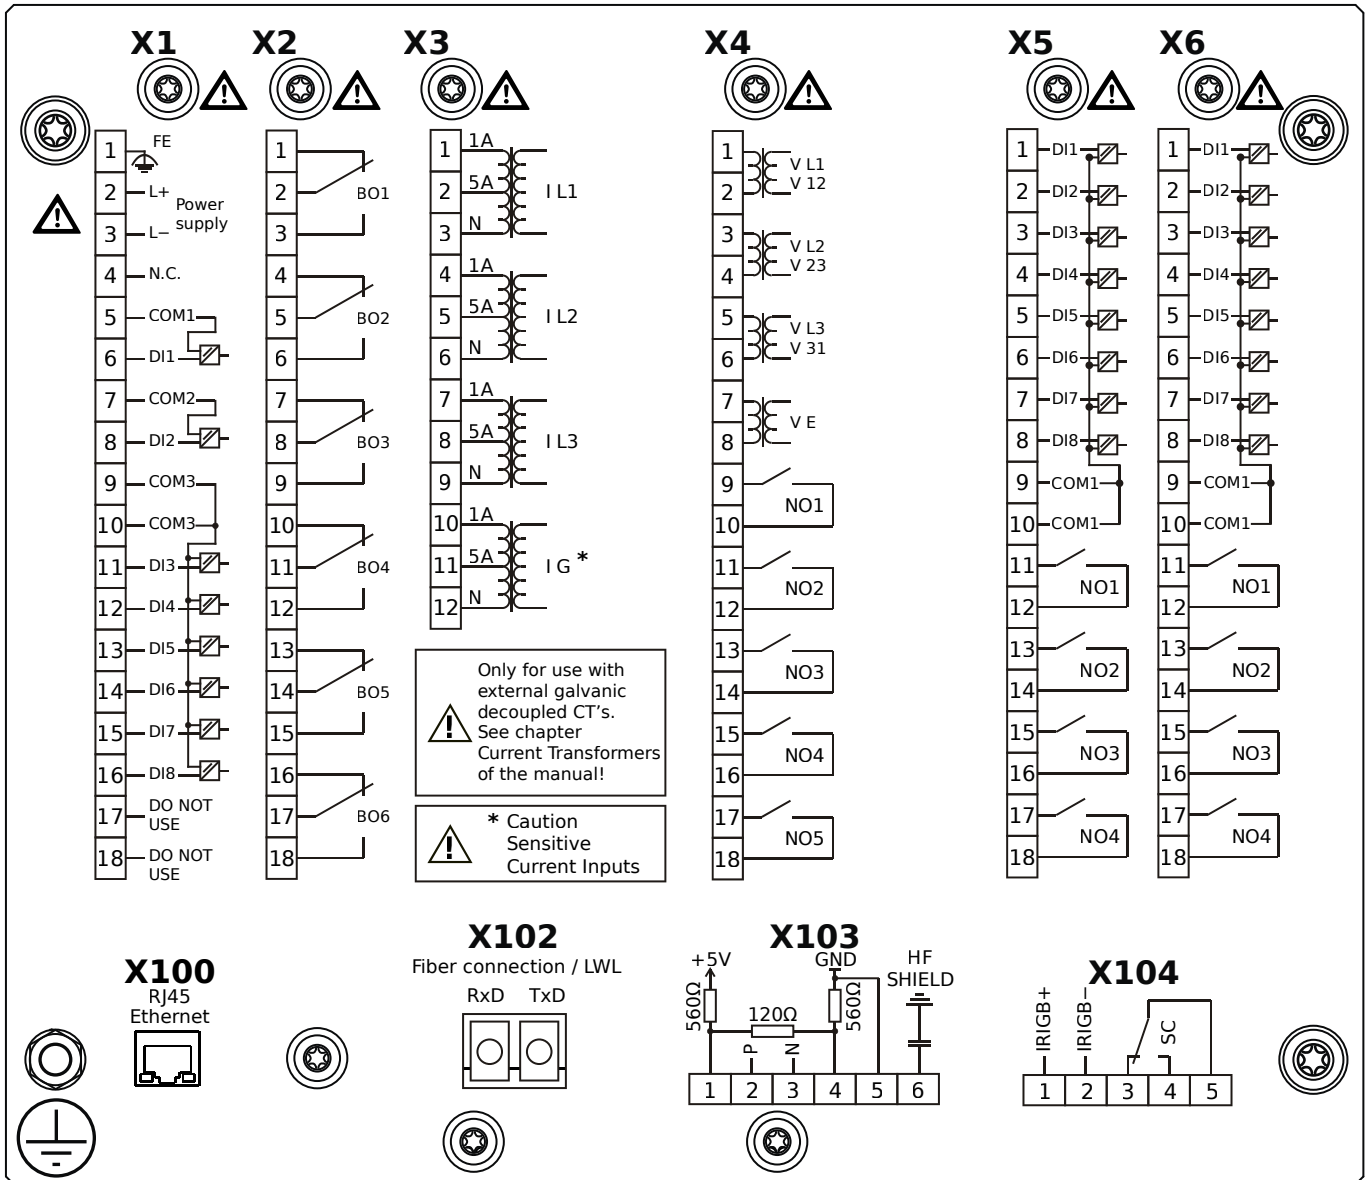 X1 X2 X3 X4 X5 X6
1 FE
2 L+
Power
supply
3 L−
4 N.C.
5 COM1
6 DI1
7 COM2
8 DI2
9 COM3
10 COM3
11 DI3
12 DI4
13 DI5
14 DI6
15 DI7
16 DI8
17 DO NOT
USE
18 DO NOT
USE
1
2 BO1
3
4
5 BO2
6
7
8 BO3
9
10
11 BO4
12
13
14 BO5
15
16
17 BO6
18
1 1A
2 5A I L1
3 N
4 1A
5 5A I L2
6 N
7 1A
8 5A I L3
9 N
10 1A
11 5A I G *
12 N
Only for use with
external galvanic
decoupled CT's.
See chapter
Current Transformers
of the manual!
* Caution
Sensitive
Current Inputs
1 V L1
2 V 12
3 V L2
4 V 23
5 V L3
6 V 31
7
V E
8
9
NO1
10
11
NO2
12
13
NO3
14
15
NO4
16
17
NO5
18
1 DI1
2 DI2
3 DI3
4 DI4
5 DI5
6 DI6
7 DI7
8 DI8
9 COM1
10 COM1
11
NO1
12
13
NO2
14
15
NO3
16
17
NO4
18
1 DI1
2 DI2
3 DI3
4 DI4
5 DI5
6 DI6
7 DI7
8 DI8
9 COM1
10 COM1
11
NO1
12
13
NO2
14
15
NO3
16
17
NO4
18
X100
RJ45
Ethernet
X102
Fiber connection / LWL
RxD TxD
X103
+5V GND HF
SHIELD
560Ω 120Ω 560Ω
P N
1 2 3 4 5 6
X104
IRIGB+ IRIGB− SC
1 2 3 4 5